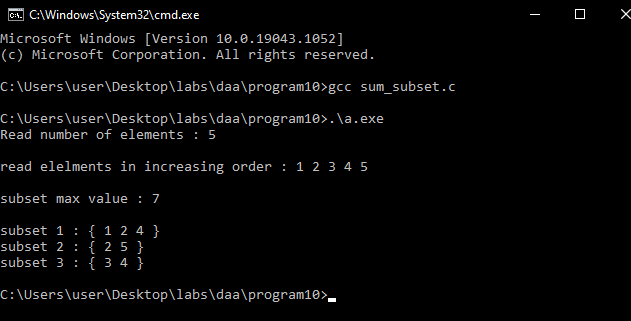 C:\Windows\System32\cmd.exe
Microsoft Windows [Version 10.0.19043.1052]
(c) Microsoft Corporation. All rights reserved.
C:\Users\user\Desktop\labs\daa\program10>gcc sum_subset.c
C:\Users\user\Desktop\labs\daa\program10>.\a.exe
Read number of elements : 5
read elelments in increasing order : 1 2 3 4 5
subset max value : 7
subset 1 : { 1 2 4 }
subset 2 : { 2 5 }
subset 3 : { 3 4 }
C:\Users\user\Desktop\labs\daa\program10>